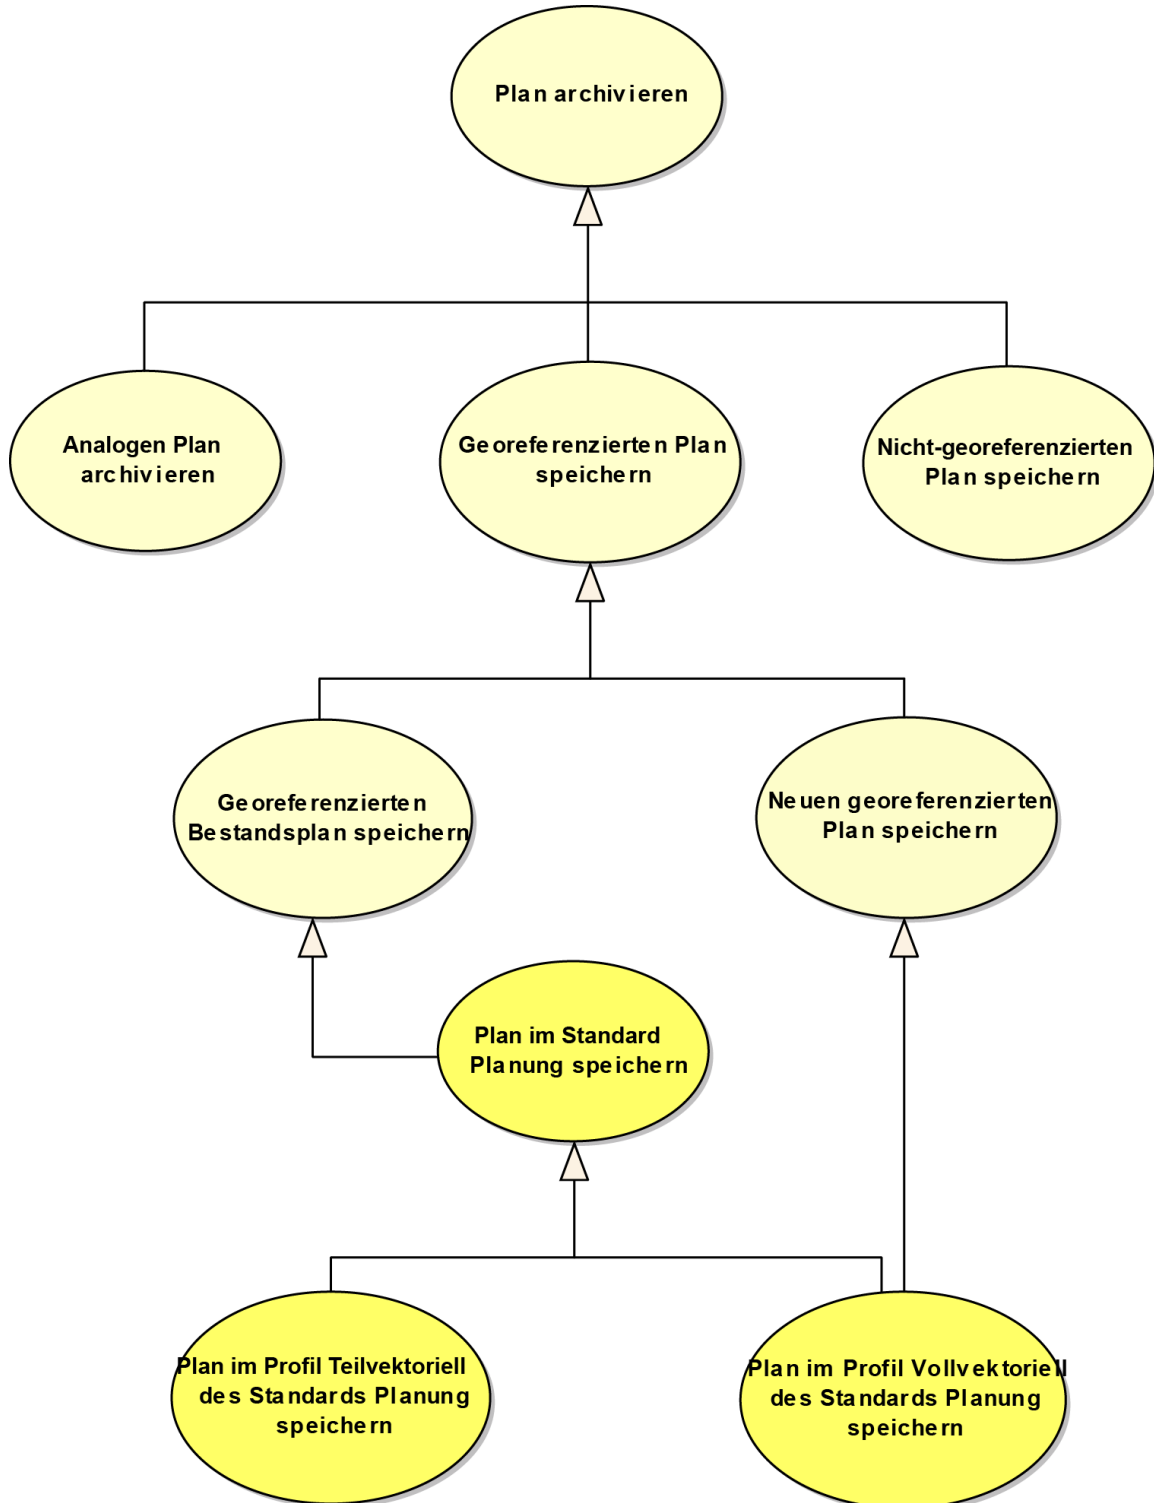 Plan archivieren
Analogen Plan
archivieren
Georeferenzierten Plan
speichern
Nicht-georeferenzierten
Plan speichern
Georeferenzierten
Bestandsplan speichern
Neuen georeferenzierten
Plan speichern
Plan im Standard
Planung speichern
Plan im Profil Teilvektoriell
des Standards Planung
speichern
Plan im Profil Vollvektoriell
des Standards Planung
speichern